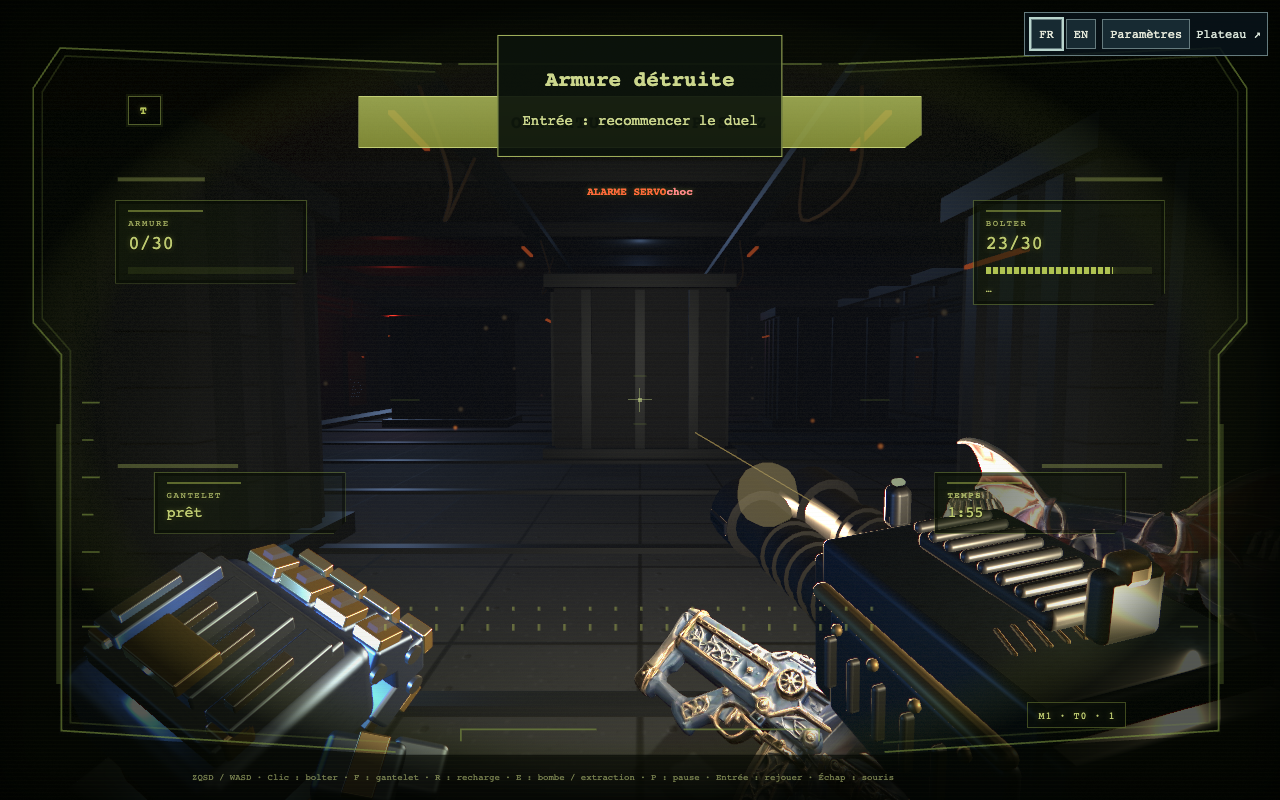 FR EN Paramètres Plateau ↗
Armure détruite
T
Entrée : recommencer le duel
ALARME SERVOchoc
ARMURE
0/30
BOLTER
23/30
…
GANTELET
prêt
TEMPS
1:55
M1 · T0 · 1
ZQSD / WASD · Clic : bolter · F : gantelet · R : recharge · E : bombe / extraction · P : pause · Entrée : rejouer · Échap : souris